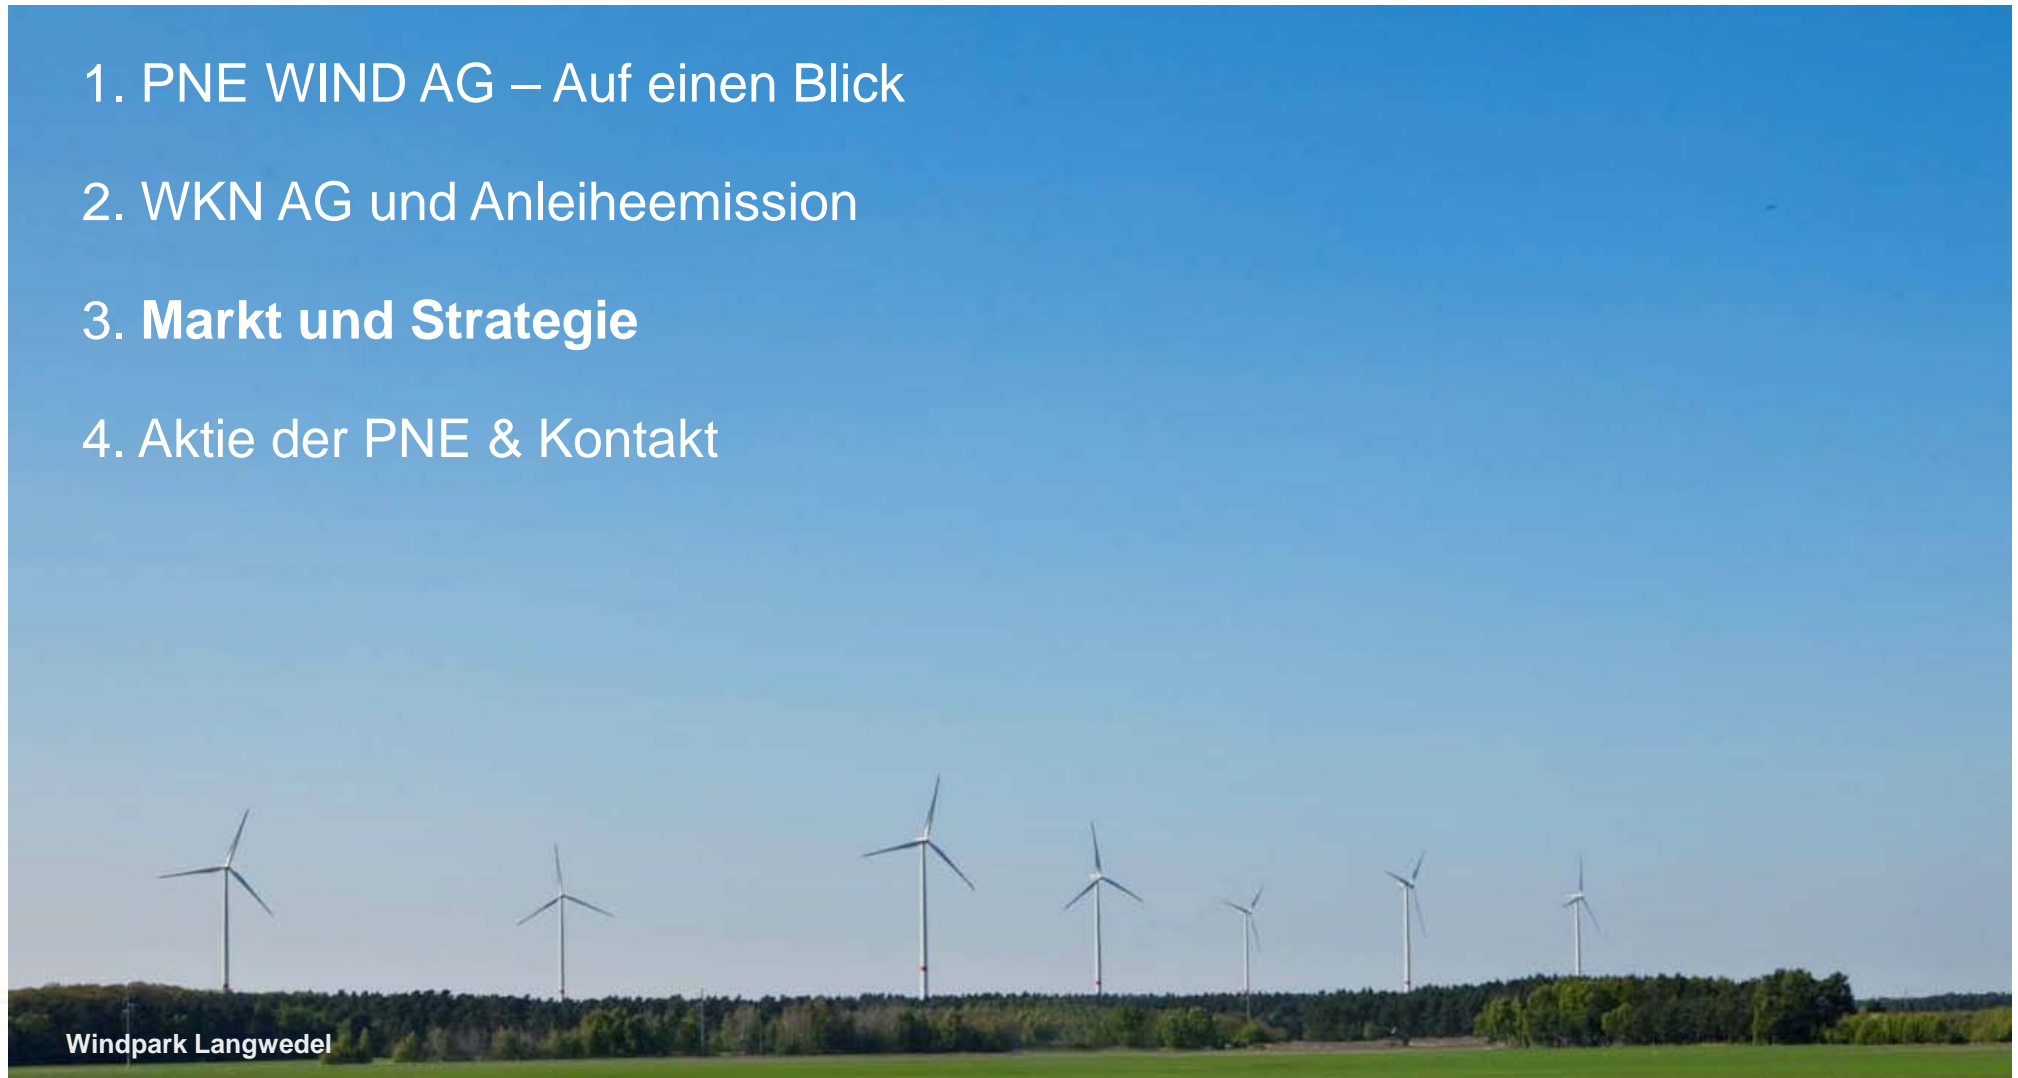 1. PNE WIND AG – Auf einen Blick
2. WKN AG und Anleiheemission
3. Markt und Strategie
4. Aktie der PNE & Kontakt
Windpark Langwedel